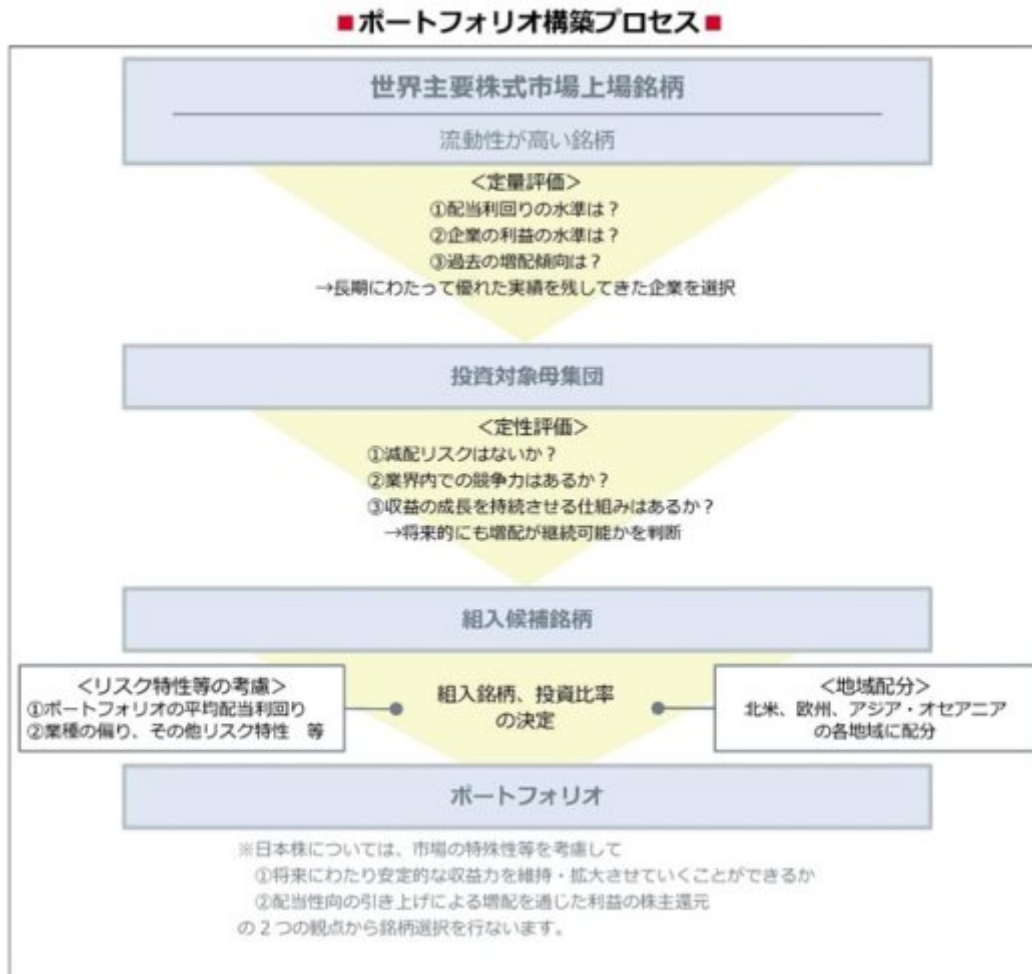 ■ポートフォリオ構築プロセス■
世界主要株式市場上場銘柄
流動性が高い銘柄
<定量評価>
①配当利回りの水準は?
②企業の利益の水準は?
③過去の増配傾向は?
→長期にわたって優れた実績を残してきた企業を選択
投資対象母集団
<定性評価>
①減配リスクはないか?
②業界内での競争力はあるか?
③収益の成長を持続させる仕組みはあるか?
→将来的にも増配が継続可能かを判断
組入候補銘柄
<リスク特性等の考慮>
①ポートフォリオの平均配当利回り
②業種の偏り、その他リスク特性 等
組入銘柄、投資比率
の決定
<地域配分>
北米、欧州、アジア・オセアニア
の各地域に配分
ポートフォリオ
※日本株については、市場の特殊性等を考慮して
①将来にわたり安定的な収益力を維持・拡大させていくことができるか
②配当性向の引き上げによる増配を通じた利益の株主還元
の2つの観点から銘柄選択を行ないます。